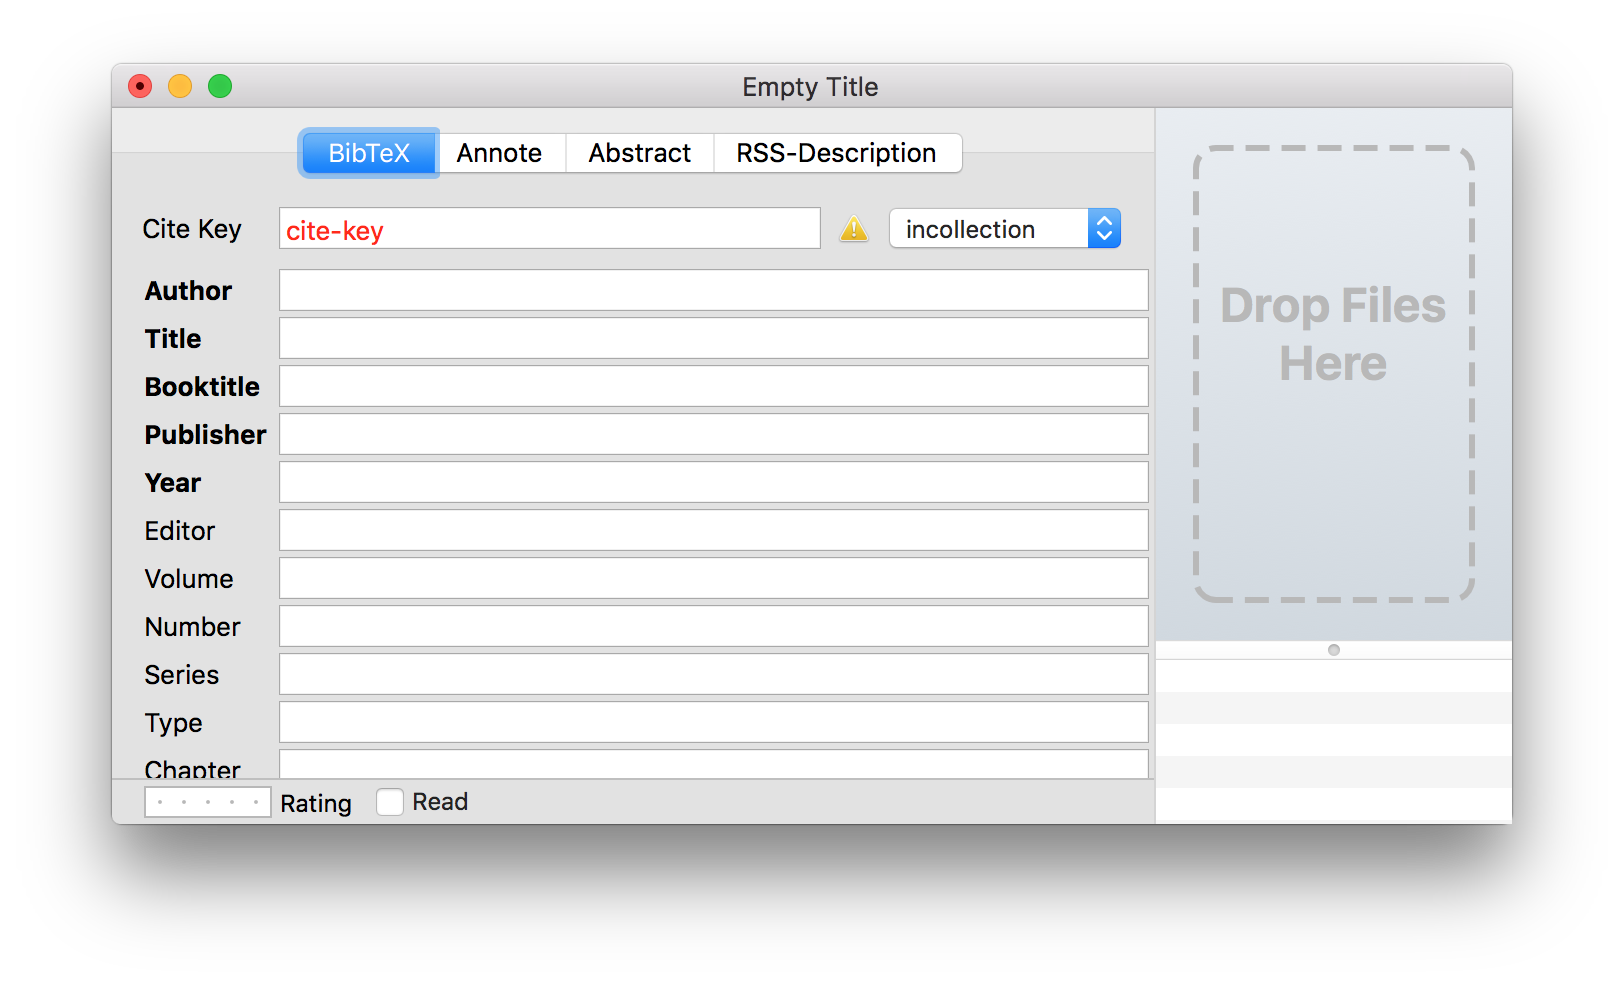 Empty Title
BibTeX Annote Abstract RSS-Description
Cite Key cite-key incollection
Author
Title
Booktitle
Publisher
Year
Editor
Volume
Number
Series
Type
Chapter
Rating Read
Drop Files
Here